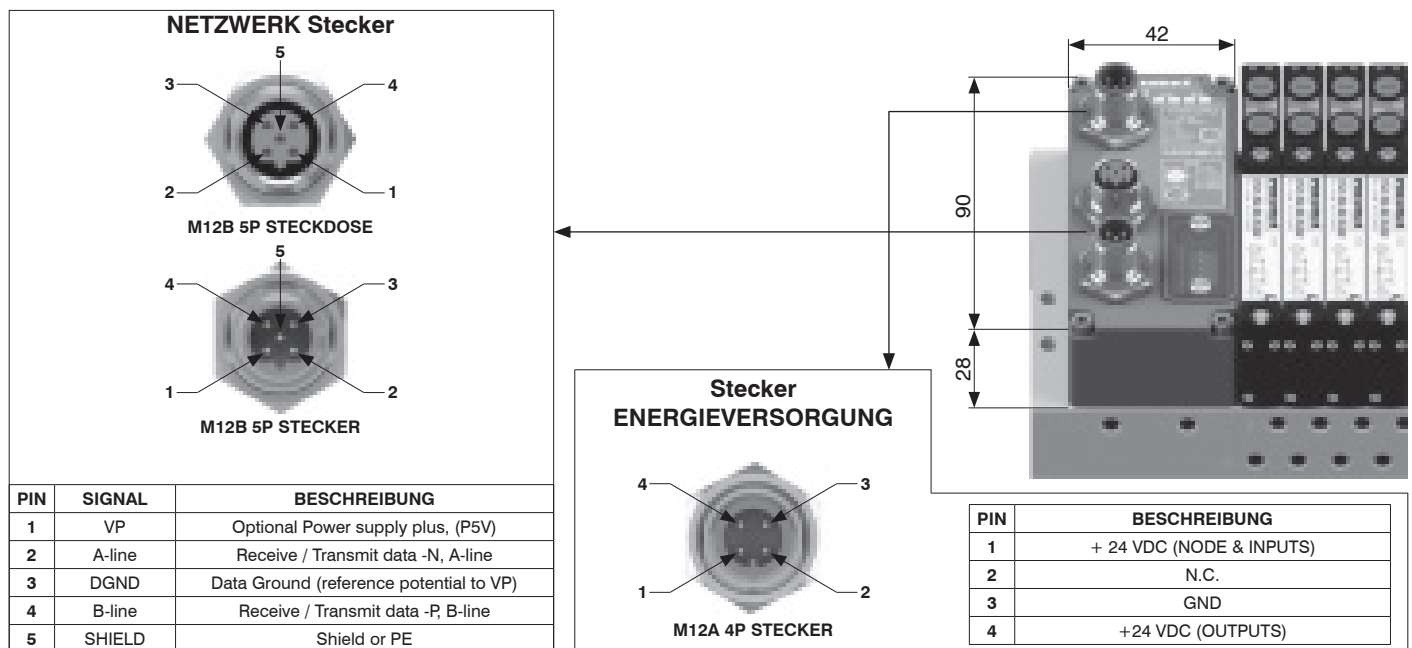 NETZWERK Stecker
5
3
4
2
1
M12B 5P STECKDOSE
5
4
3
1
2
M12B 5P STECKER
PIN SIGNAL BESCHREIBUNG
1 VP Optional Power supply plus, (P5V)
2 A-line Receive / Transmit data -N, A-line
3 DGND Data Ground (reference potential to VP)
4 B-line Receive / Transmit data -P, B-line
5 SHIELD Shield or PE
42
90
28
Stecker
ENERGIEVERSORGUNG
4
3
1
2
M12A 4P STECKER
PIN BESCHREIBUNG
1 + 24 VDC (NODE & INPUTS)
2 N.C.
3 GND
4 +24 VDC (OUTPUTS)